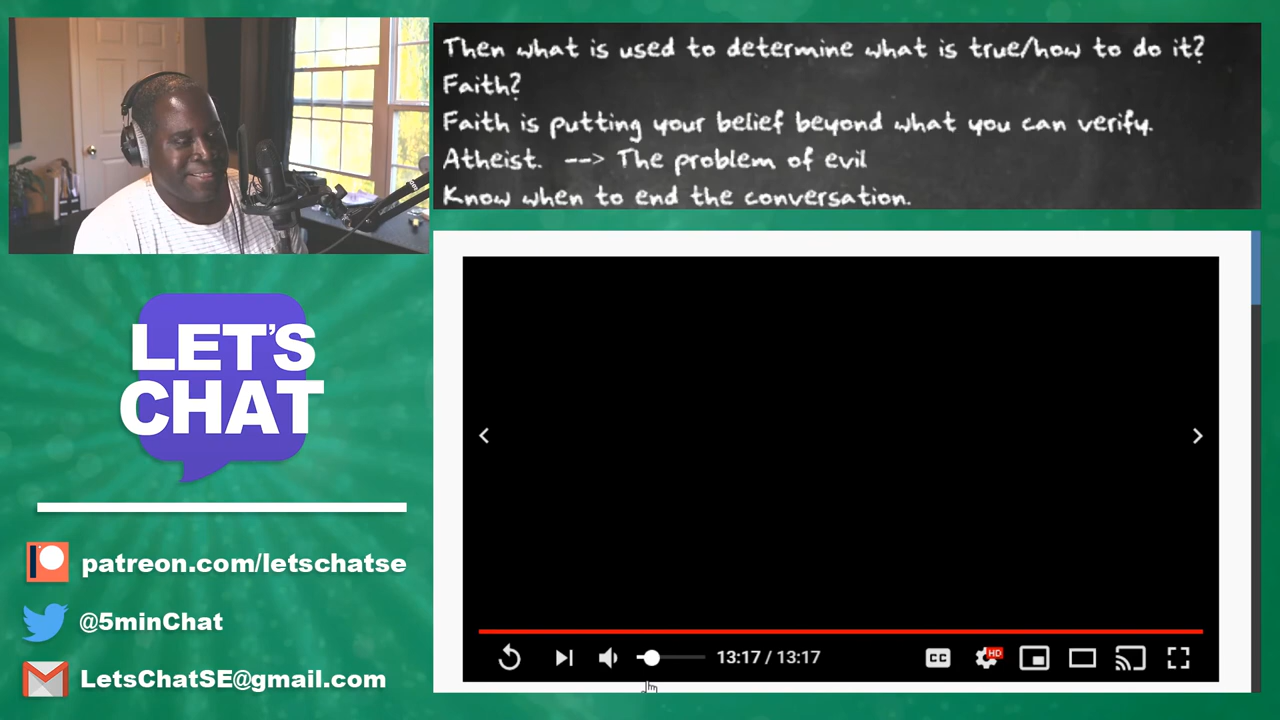 Then what is used to determine what is true/how to do it?
Faith?
Faith is putting your belief beyond what you can verify.
Atheist. --> The problem of evil
Know when to end the conversation.
LET'S
CHAT
patreon.com/letschatse
@5minChat
LetsChatSE@gmail.com
13:17 / 13:17
CC
HD